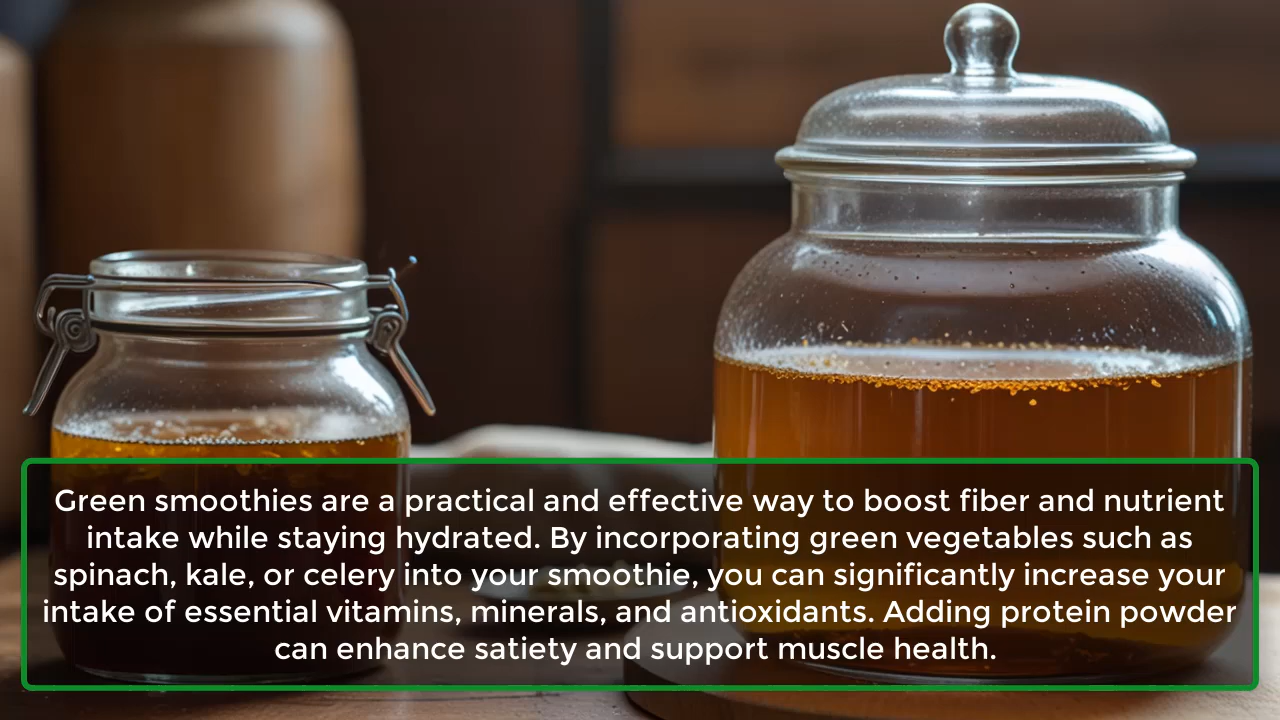 Green smoothies are a practical and effective way to boost fiber and nutrient
intake while staying hydrated. By incorporating green vegetables such as
spinach, kale, or celery into your smoothie, you can significantly increase your
intake of essential vitamins, minerals, and antioxidants. Adding protein powder
can enhance satiety and support muscle health.